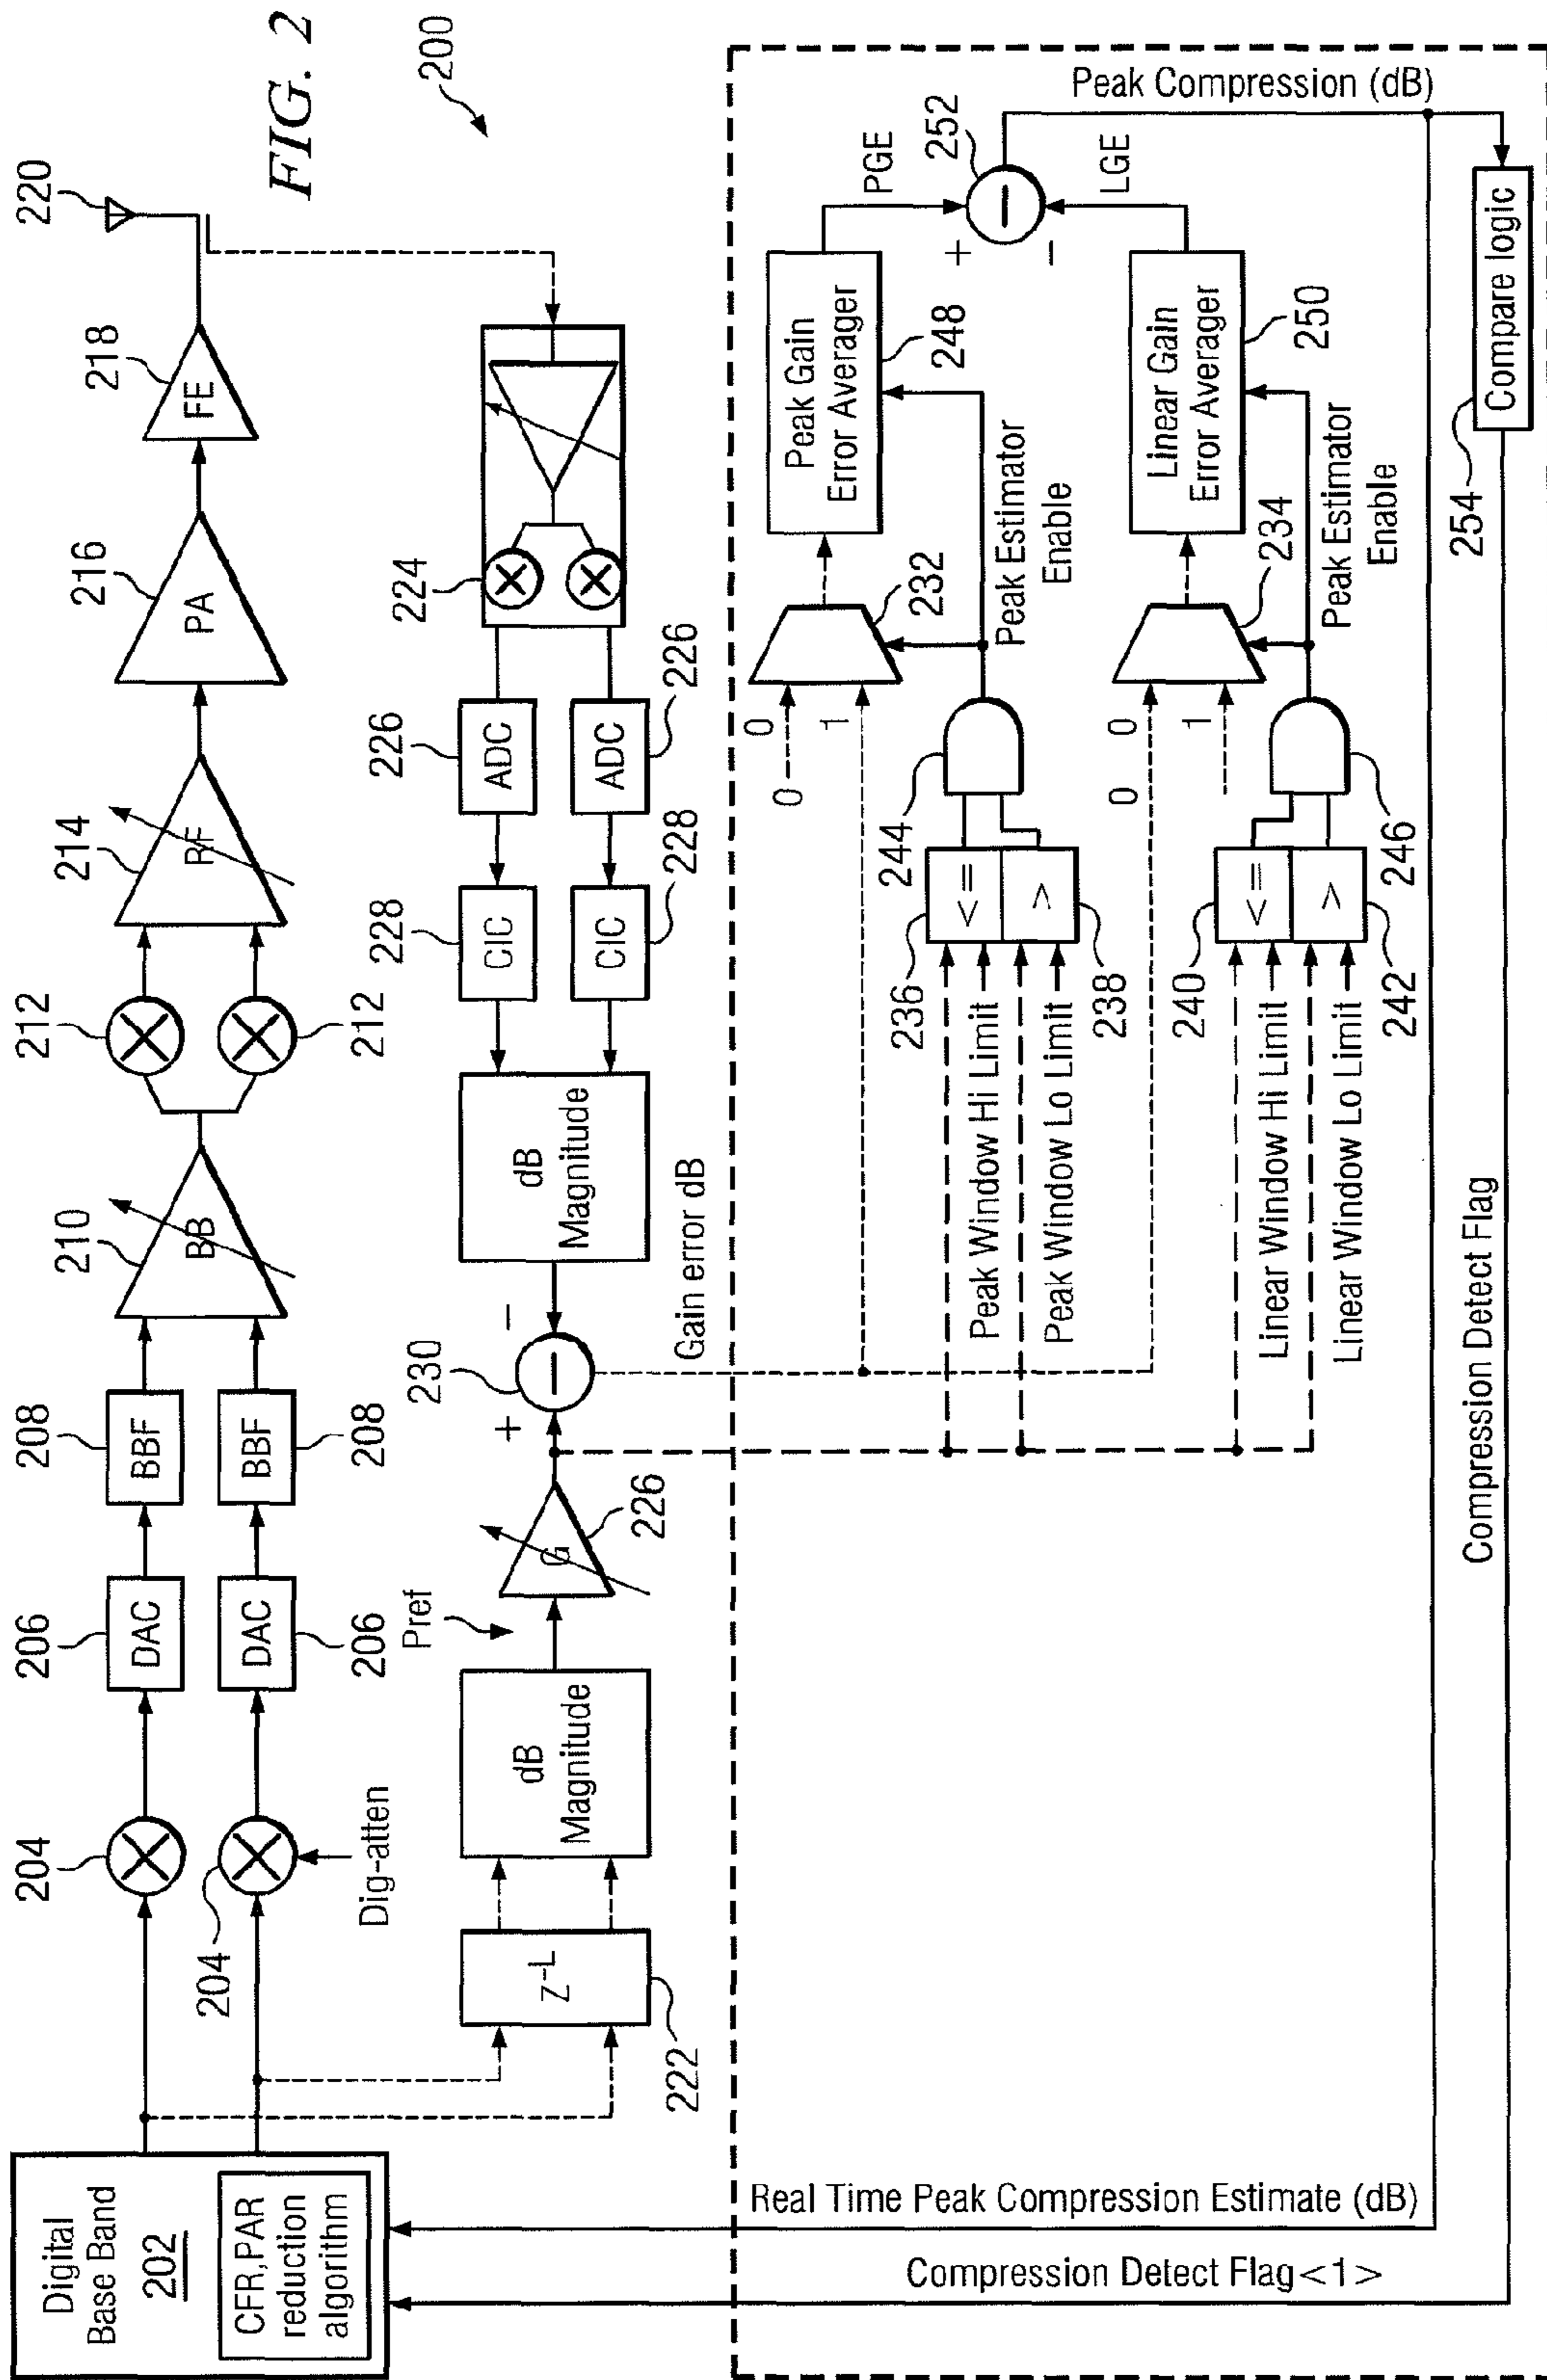 FIG. 2
200
Digital
Base Band
202
CFR,PAR
reduction
algorithm
204
204
Dig-atten
206
DAC
DAC
206
208
BBF
BBF
208
210
BB
212
212
214
RF
216
PA
218
FE
220
222
Z-L
dB
Magnitude
Pref
G
226
+
−
230
−
Gain error dB
dB
Magnitude
228
CIC
CIC
228
226
ADC
ADC
226
224
Peak Window Hi Limit
Peak Window Lo Limit
236
<=
>
238
244
0
0
1
232
Peak Estimator
Enable
Peak Gain
Error Averager
248
PGE
+
−
252
−
LGE
Linear Window Hi Limit
Linear Window Lo Limit
240
<=
>
242
246
0
0
1
234
Peak Estimator
Enable
Linear Gain
Error Averager
250
Peak Compression (dB)
Compare logic
254
Compression Detect Flag
Real Time Peak Compression Estimate (dB)
Compression Detect Flag<1>